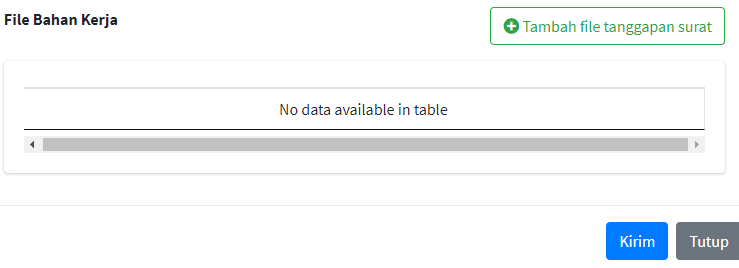 File Bahan Kerja
Tambah file tanggapan surat
No data available in table
Kirim
Tutup